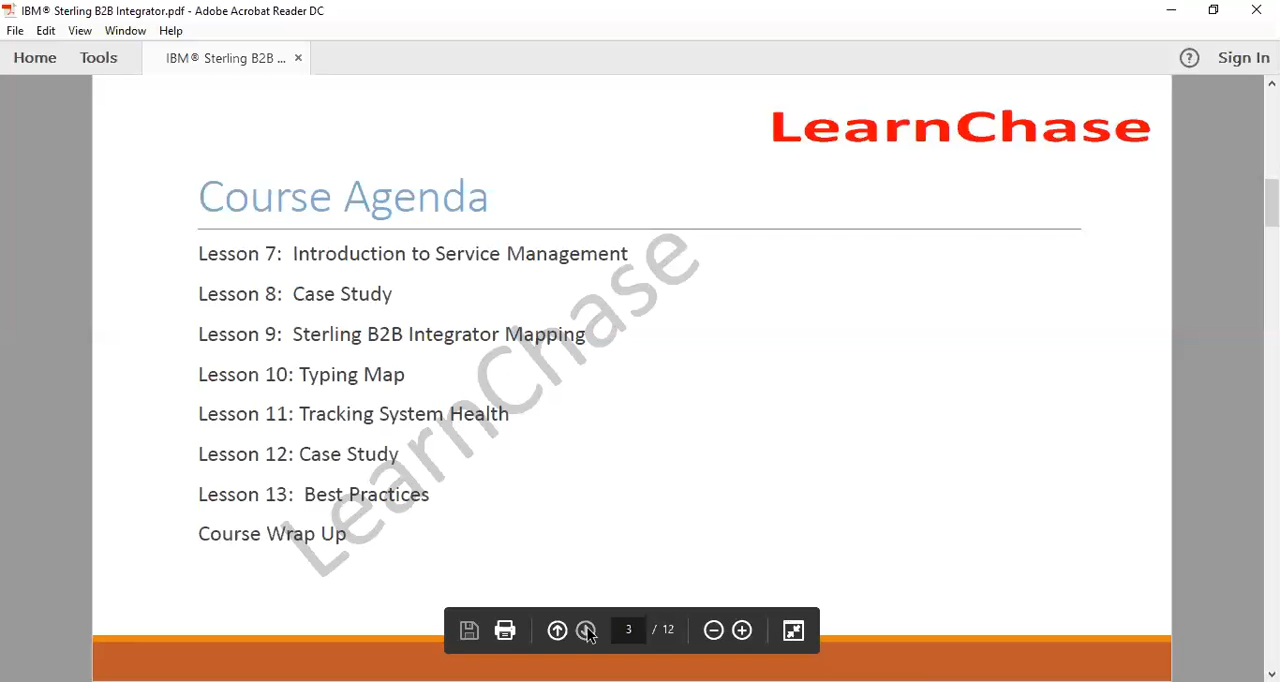 IBM® Sterling B2B Integrator.pdf - Adobe Acrobat Reader DC
File Edit View Window Help
Home Tools IBM® Sterling B2B ... × ? Sign In
LearnChase
Course Agenda
Lesson 7: Introduction to Service Management
Lesson 8: Case Study
Lesson 9: Sterling B2B Integrator Mapping
Lesson 10: Typing Map
Lesson 11: Tracking System Health
Lesson 12: Case Study
Lesson 13: Best Practices
Course Wrap Up
LearnChase
3 / 12